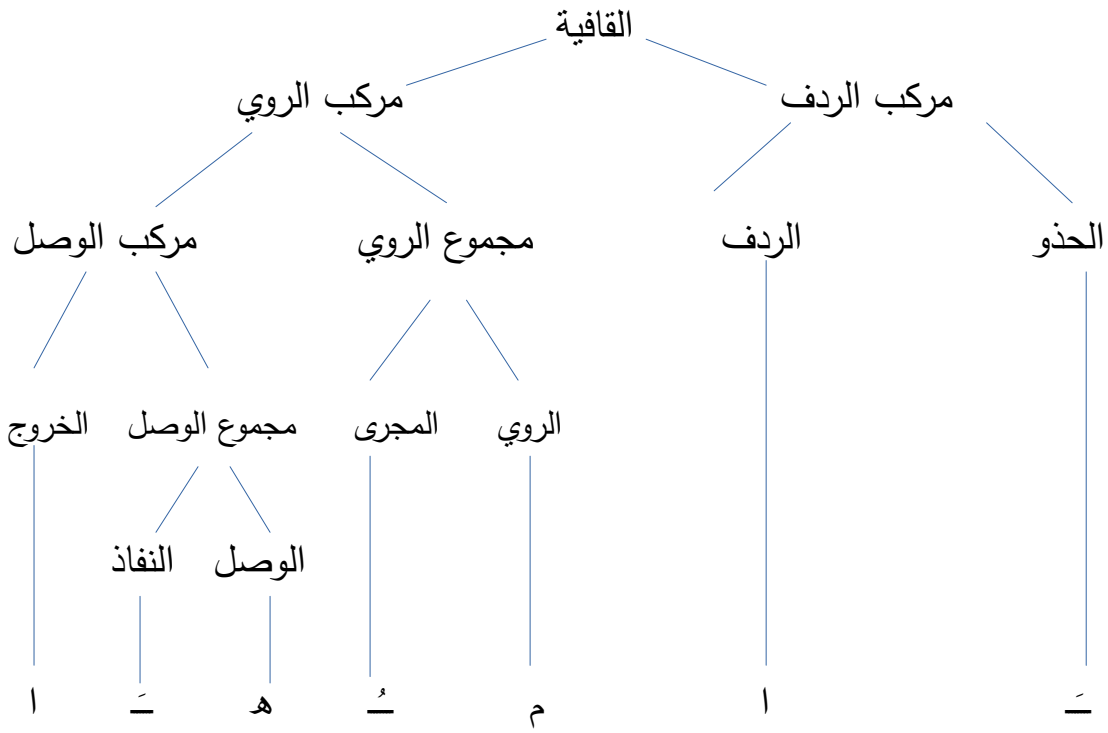 القافية
مركب الردف مركب الروي
الحذو الردف مجموع الروي مركب الوصل
الروي المجرى مجموع الوصل الخروج
الوصل النفاذ
ـَ ا م ـُ ه ـَ ا